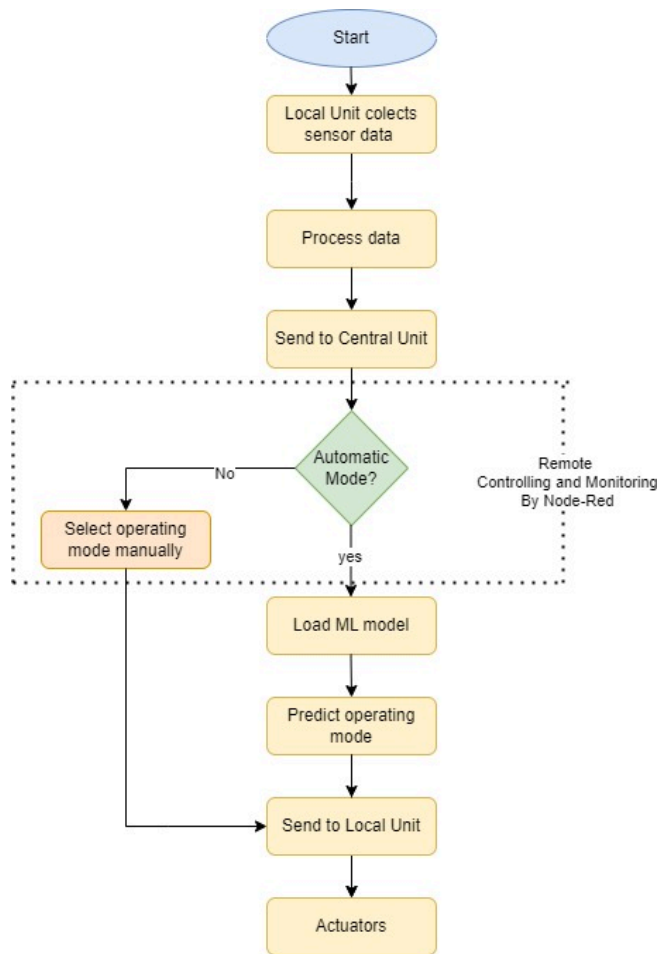 Start
Local Unit colects
sensor data
Process data
Send to Central Unit
Automatic
Mode?
No
Remote
Controlling and Monitoring
By Node-Red
Select operating
mode manually
yes
Load ML model
Predict operating
mode
Send to Local Unit
Actuators